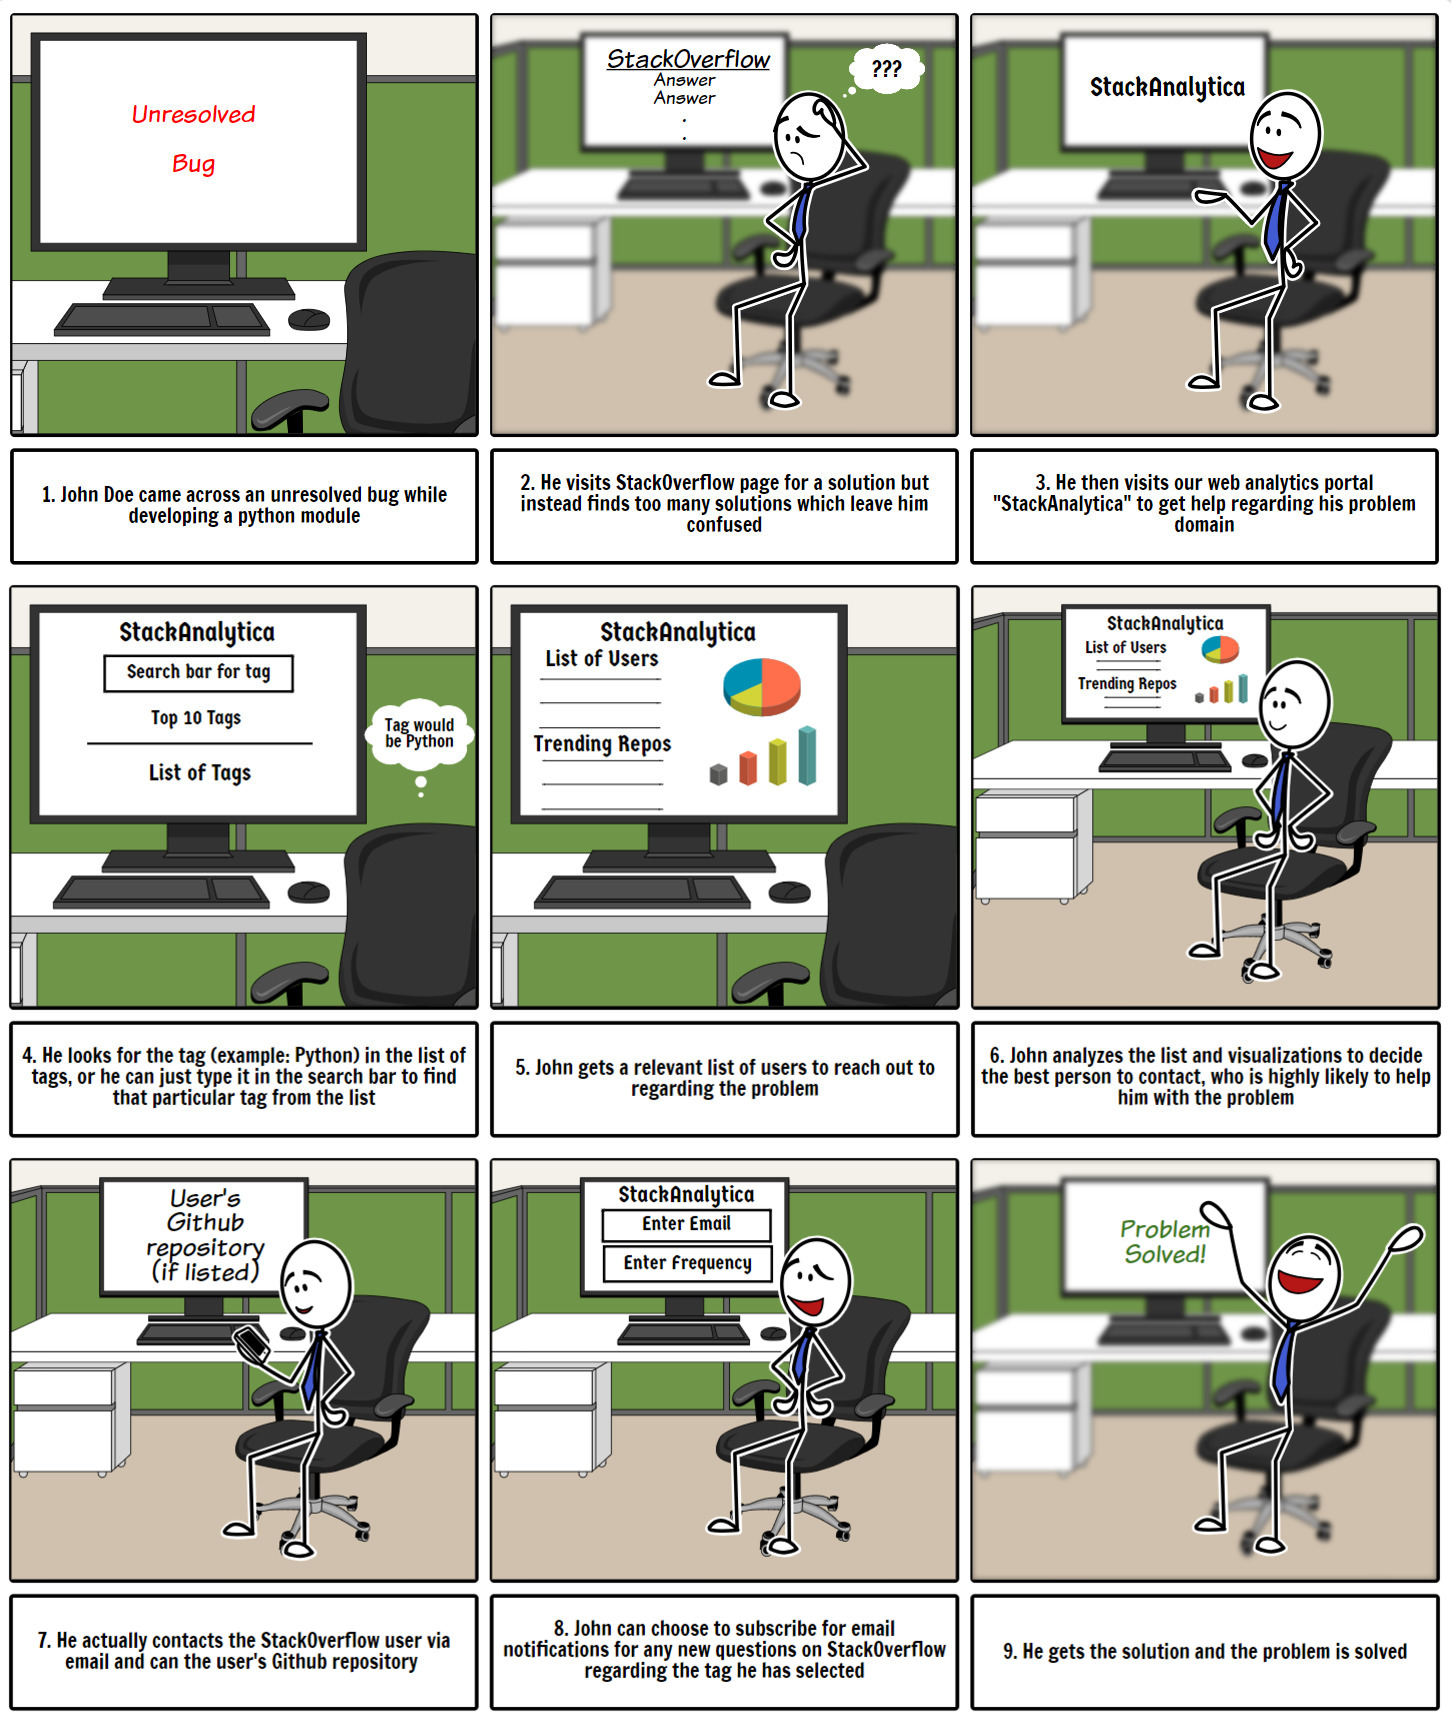 Unresolved
Bug
StackOverflow
Answer
Answer
.
.
???
StackAnalytica
1. John Doe came across an unresolved bug while
developing a python module
2. He visits StackOverflow page for a solution but
instead finds too many solutions which leave him
confused
3. He then visits our web analytics portal
"StackAnalytica" to get help regarding his problem
domain
StackAnalytica
Search bar for tag
Top 10 Tags
List of Tags
Tag would
be Python
StackAnalytica
List of Users
Trending Repos
StackAnalytica
List of Users
Trending Repos
4. He looks for the tag (example: Python) in the list of
tags, or he can just type it in the search bar to find
that particular tag from the list
5. John gets a relevant list of users to reach out to
regarding the problem
6. John analyzes the list and visualizations to decide
the best person to contact, who is highly likely to help
him with the problem
User's
Github
repository
(if listed)
StackAnalytica
Enter Email
Enter Frequency
Problem
Solved!
7. He actually contacts the StackOverflow user via
email and can the user's Github repository
8. John can choose to subscribe for email
notifications for any new questions on StackOverflow
regarding the tag he has selected
9. He gets the solution and the problem is solved